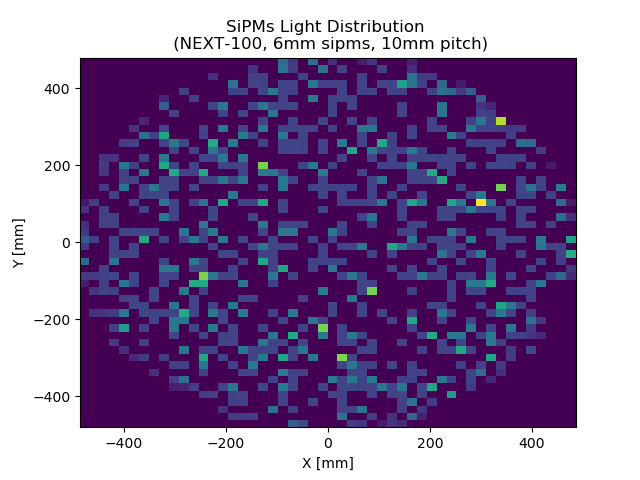 SiPMs Light Distribution
(NEXT-100, 6mm sipms, 10mm pitch)
400
200
0
−200
−400
Y [mm]
−400 −200 0 200 400
X [mm]